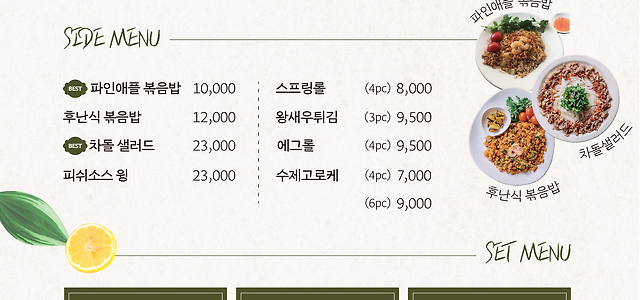 SIDE MENU
파인애플 볶음밥
BEST 파인애플 볶음밥 10,000
후난식 볶음밥 12,000
BEST 차돌 샐러드 23,000
피쉬소스 윙 23,000
스프링롤 (4pc) 8,000
왕새우튀김 (3pc) 9,500
에그롤 (4pc) 9,500
수제고로케 (4pc) 7,000
(6pc) 9,000
차돌샐러드
후난식 볶음밥
SET MENU